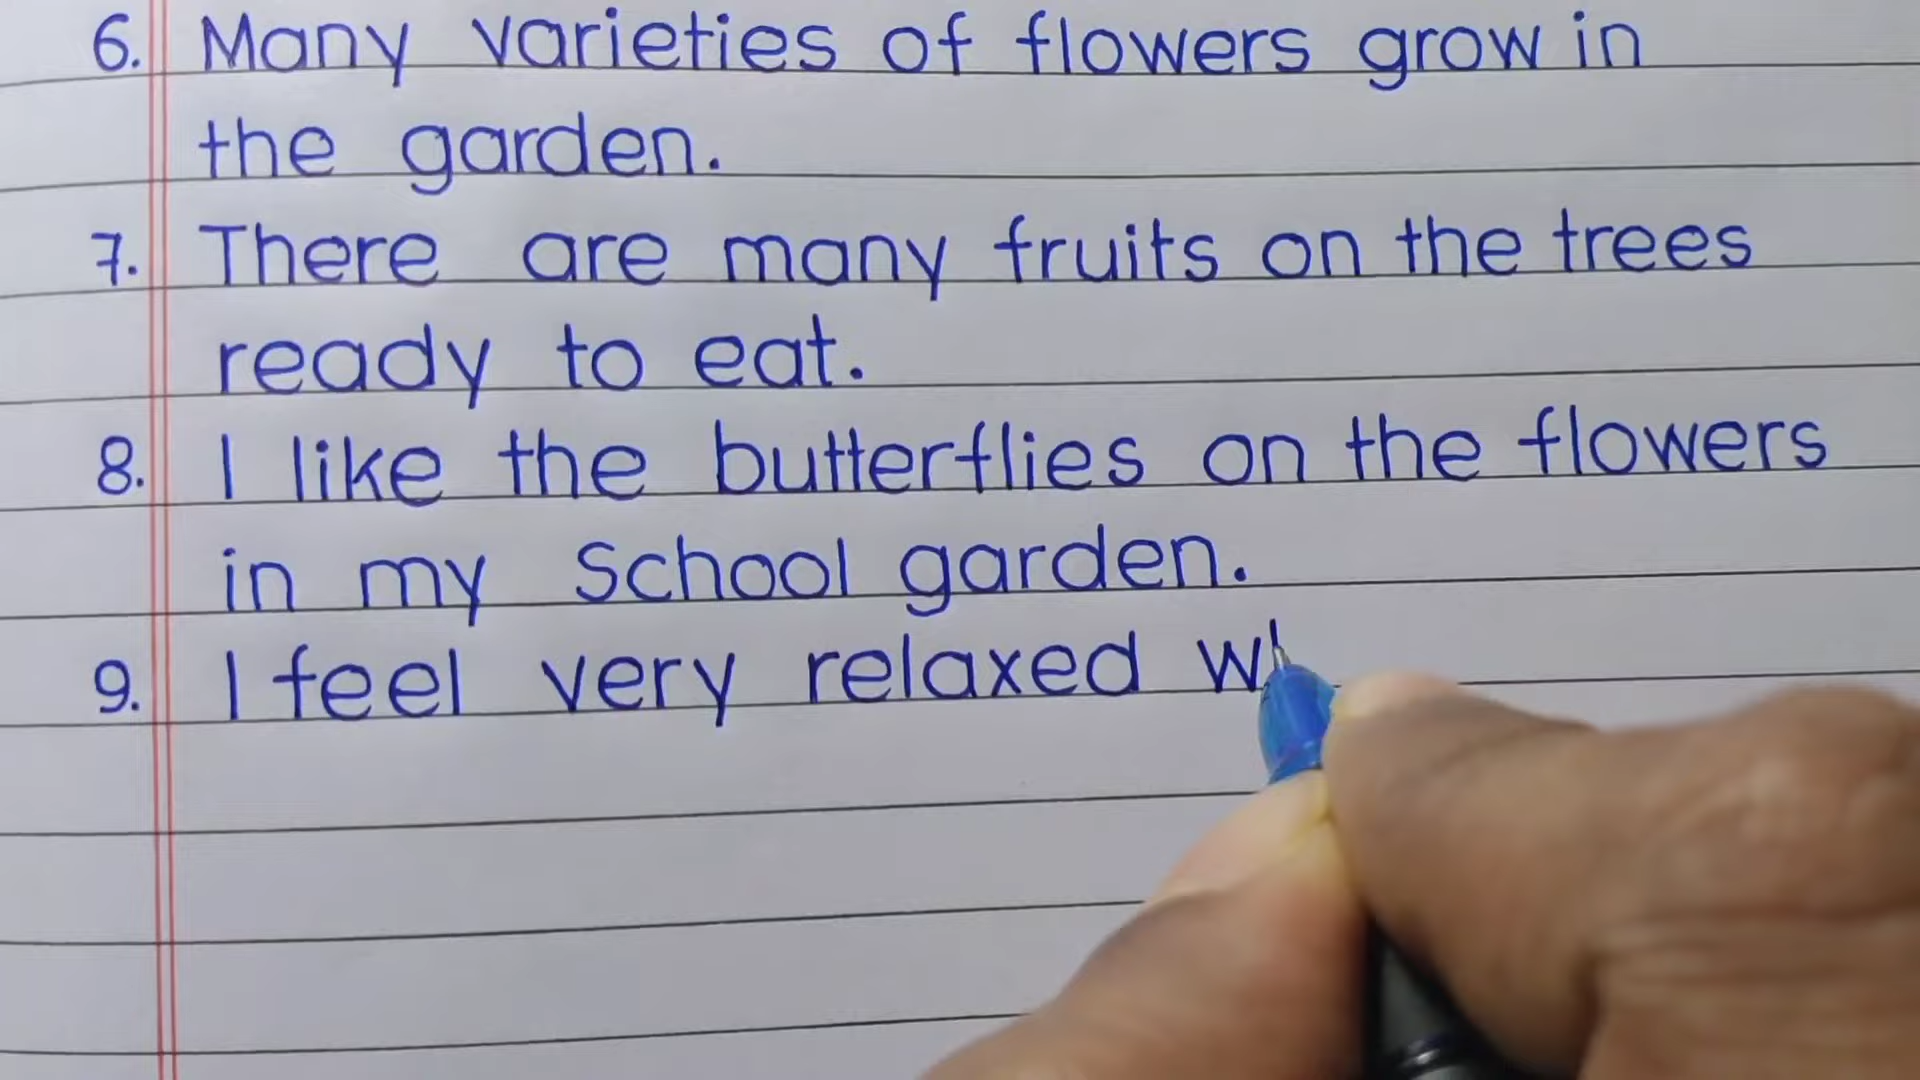 6. Many varieties of flowers grow in
the garden.
7. There are many fruits on the trees
ready to eat.
8. I like the butterflies on the flowers
in my School garden.
9. I feel very relaxed